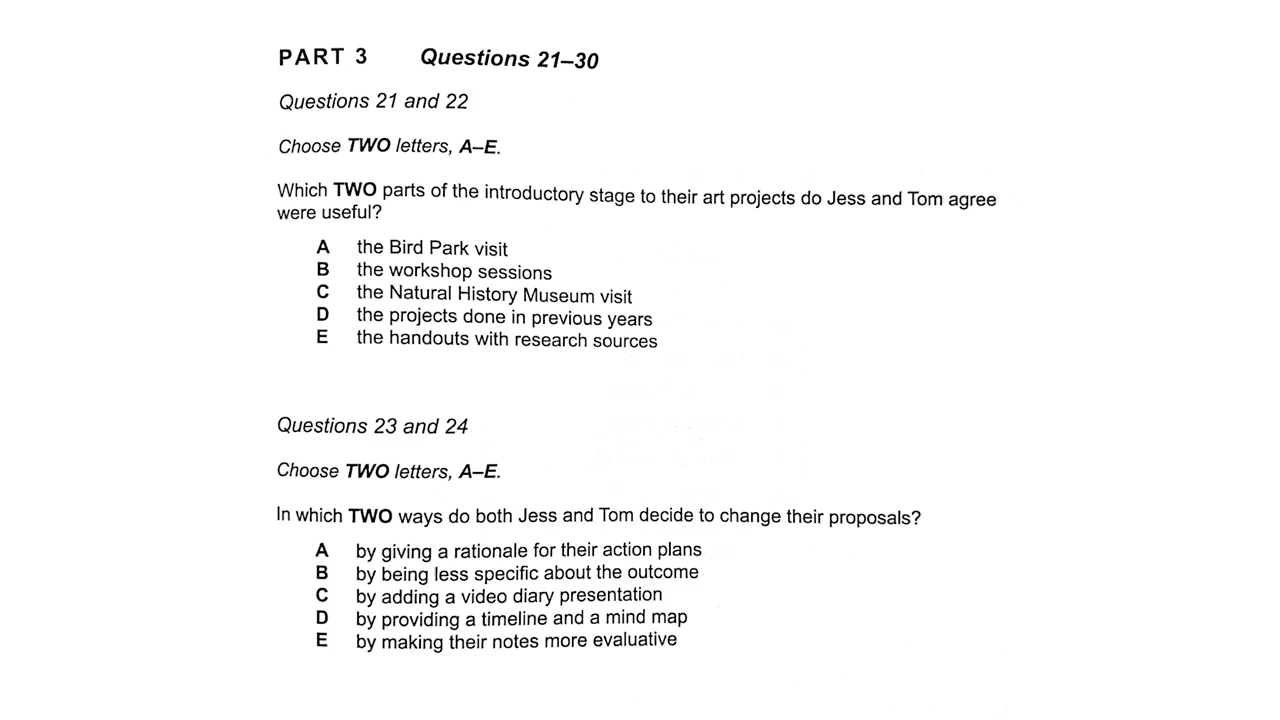 PART 3 Questions 21–30
Questions 21 and 22
Choose TWO letters, A–E.
Which TWO parts of the introductory stage to their art projects do Jess and Tom agree
were useful?
A the Bird Park visit
B the workshop sessions
C the Natural History Museum visit
D the projects done in previous years
E the handouts with research sources
Questions 23 and 24
Choose TWO letters, A–E.
In which TWO ways do both Jess and Tom decide to change their proposals?
A by giving a rationale for their action plans
B by being less specific about the outcome
C by adding a video diary presentation
D by providing a timeline and a mind map
E by making their notes more evaluative